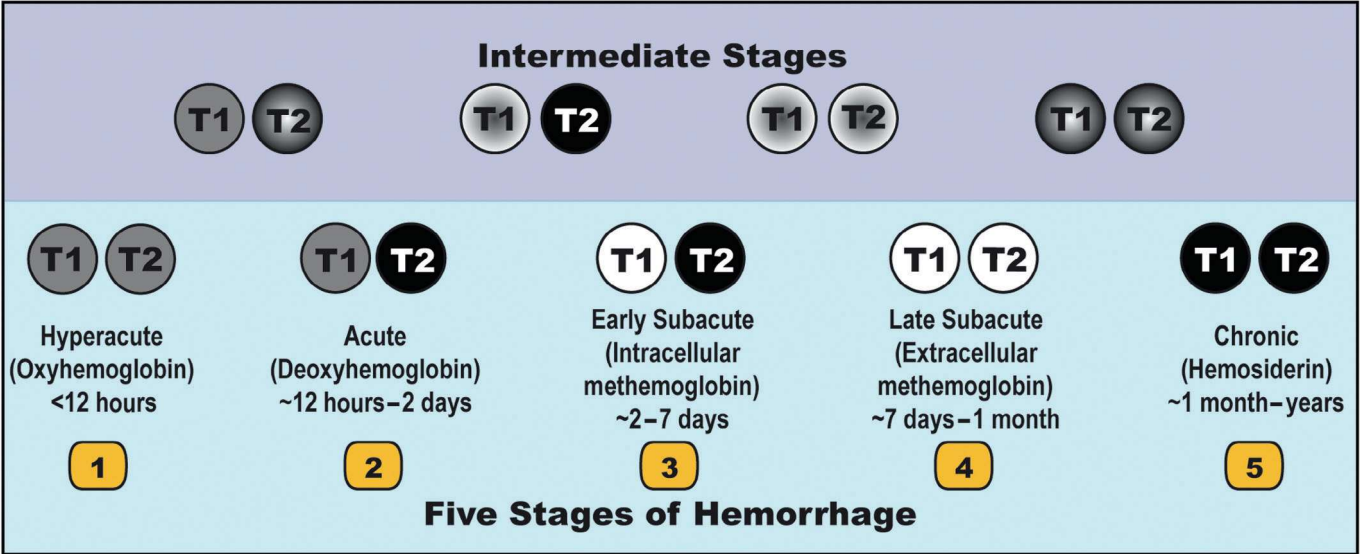 Intermediate Stages
T1 T2 T1 T2 T1 T2 T1 T2
T1 T2 T1 T2 T1 T2 T1 T2 T1 T2
Hyperacute
(Oxyhemoglobin)
<12 hours
1
Acute
(Deoxyhemoglobin)
~12 hours–2 days
2
Early Subacute
(Intracellular
methemoglobin)
~2–7 days
3
Late Subacute
(Extracellular
methemoglobin)
~7 days–1 month
4
Chronic
(Hemosiderin)
~1 month–years
5
Five Stages of Hemorrhage